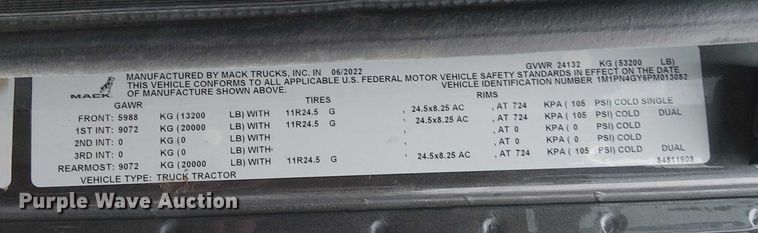 MANUFACTURED BY MACK TRUCKS, INC. IN 06/2022 GVWR 24132 KG (53200 LB)
THIS VEHICLE CONFORMS TO ALL APPLICABLE U.S. FEDERAL MOTOR VEHICLE SAFETY STANDARDS IN EFFECT ON THE DATE
OF MANUFACTURE SHOWN ABOVE. VEHICLE IDENTIFICATION NUMBER 1M1PN4GY6PM013082
MACK
GAWR TIRES RIMS
FRONT: 5988 KG (13200 LB) WITH 11R24.5 G , 24.5x8.25 AC , AT 724 KPA ( 105 PSI) COLD SINGLE
1ST INT: 9072 KG (20000 LB) WITH 11R24.5 G , 24.5x8.25 AC , AT 724 KPA ( 105 PSI) COLD DUAL
2ND INT: 0 KG (0 LB) WITH , , AT 0 KPA ( 0 PSI) COLD
3RD INT: 0 KG (0 LB) WITH , , AT 0 KPA ( 0 PSI) COLD
REARMOST: 9072 KG (20000 LB) WITH 11R24.5 G , 24.5x8.25 AC , AT 724 KPA ( 105 PSI) COLD DUAL
VEHICLE TYPE: TRUCK TRACTOR 84811608
Purple Wave Auction